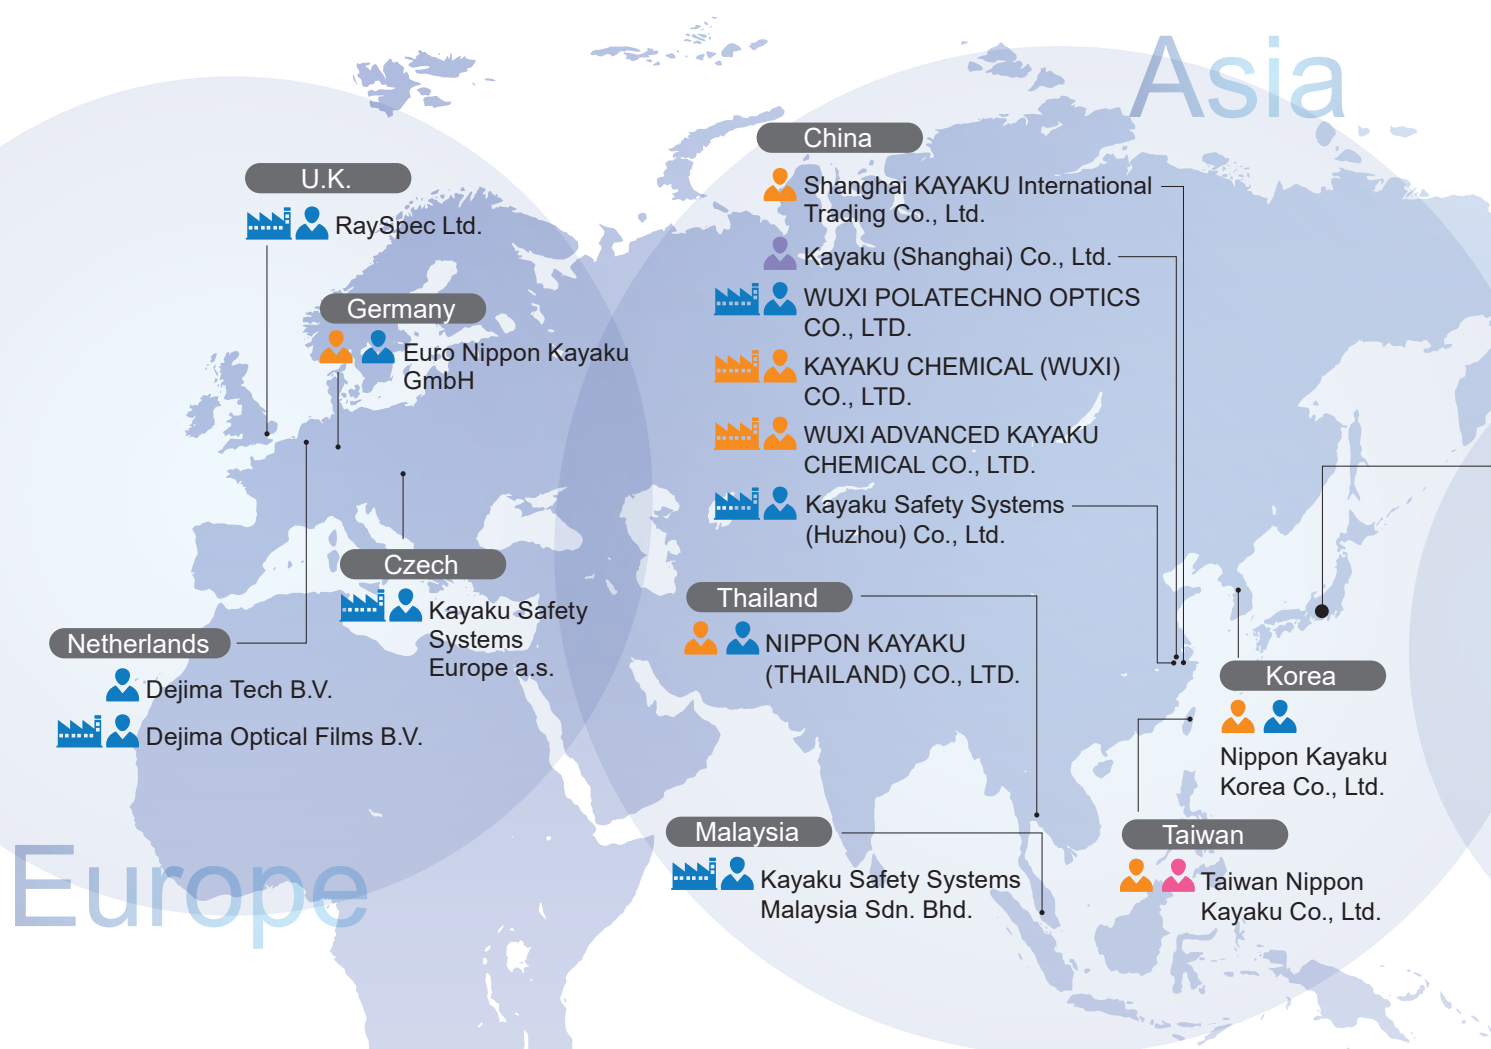 Asia
China
Shanghai KAYAKU International
Trading Co., Ltd.
Kayaku (Shanghai) Co., Ltd.
WUXI POLATECHNO OPTICS
CO., LTD.
KAYAKU CHEMICAL (WUXI)
CO., LTD.
WUXI ADVANCED KAYAKU
CHEMICAL CO., LTD.
Kayaku Safety Systems
(Huzhou) Co., Ltd.
U.K.
RaySpec Ltd.
Germany
Euro Nippon Kayaku
GmbH
Czech
Kayaku Safety
Systems
Europe a.s.
Netherlands
Dejima Tech B.V.
Dejima Optical Films B.V.
Europe
Thailand
NIPPON KAYAKU
(THAILAND) CO., LTD.
Malaysia
Kayaku Safety Systems
Malaysia Sdn. Bhd.
Korea
Nippon Kayaku
Korea Co., Ltd.
Taiwan
Taiwan Nippon
Kayaku Co., Ltd.